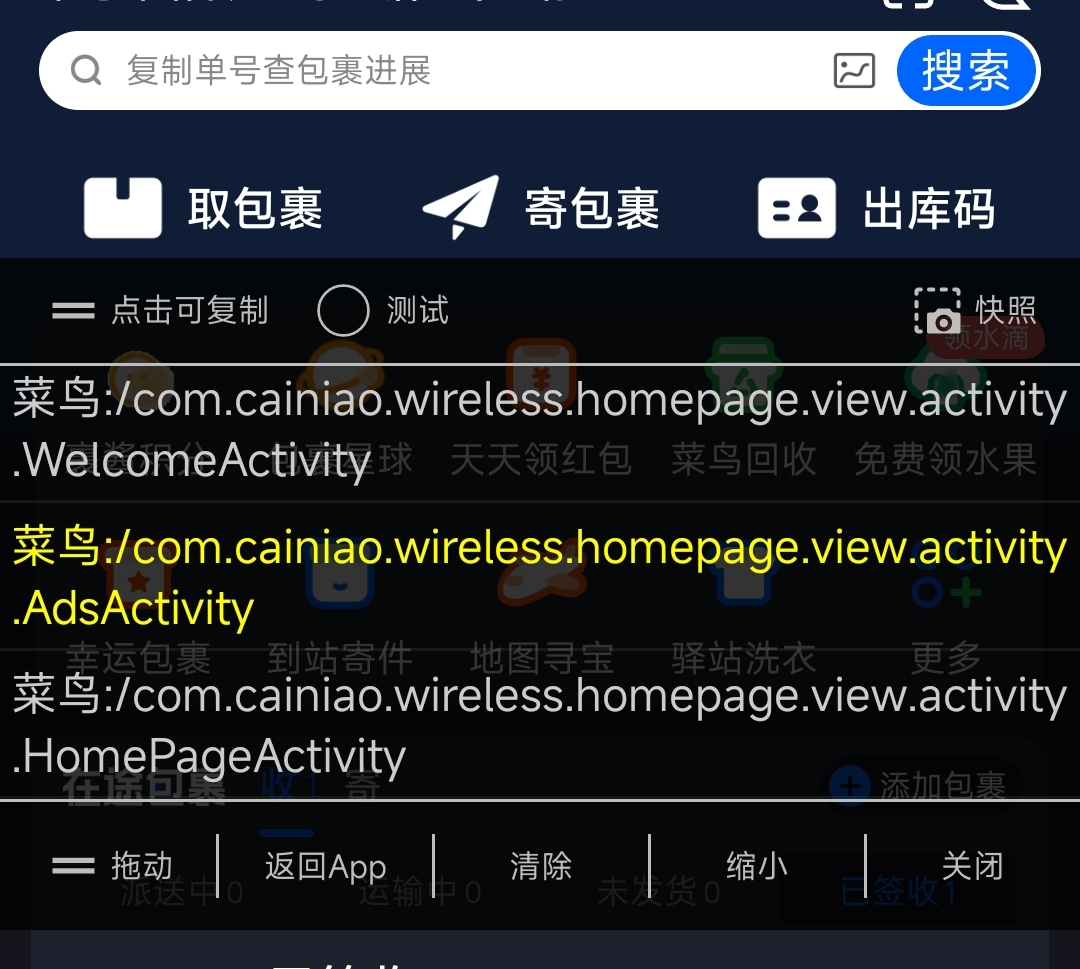 复制单号查包裹进展
搜索
取包裹 寄包裹 出库码
点击可复制 测试 快照
领水滴
菜鸟:/com.cainiao.wireless.homepage.view.activity
.WelcomeActivity
星球 天天领红包 菜鸟回收 免费领水果
菜鸟:/com.cainiao.wireless.homepage.view.activity
.AdsActivity
幸运包裹 到站寄件 地图寻宝 驿站洗衣 更多
菜鸟:/com.cainiao.wireless.homepage.view.activity
.HomePageActivity
在途包裹 收1 寄 添加包裹
拖动 返回App 清除 缩小 关闭
派送中0 运输中0 未发货0 已签收1